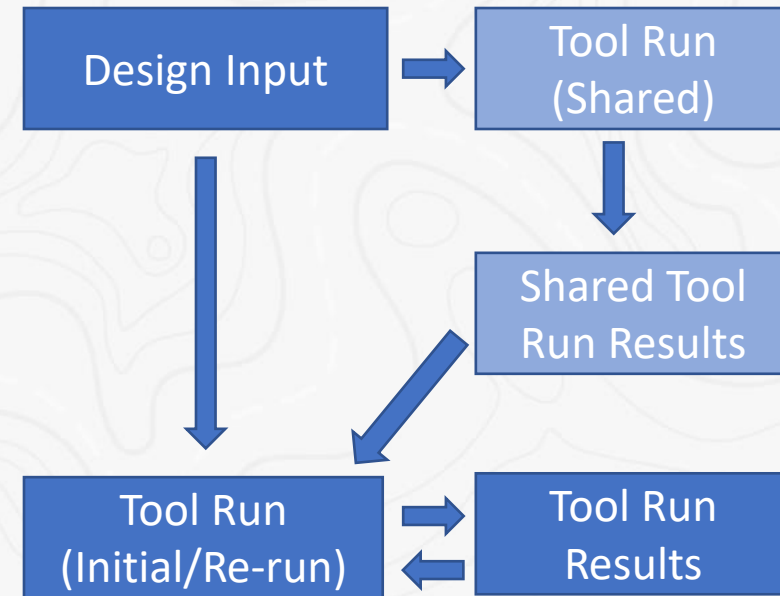 Design Input
Tool Run
(Shared)
Shared Tool
Run Results
Tool Run
(Initial/Re-run)
Tool Run
Results